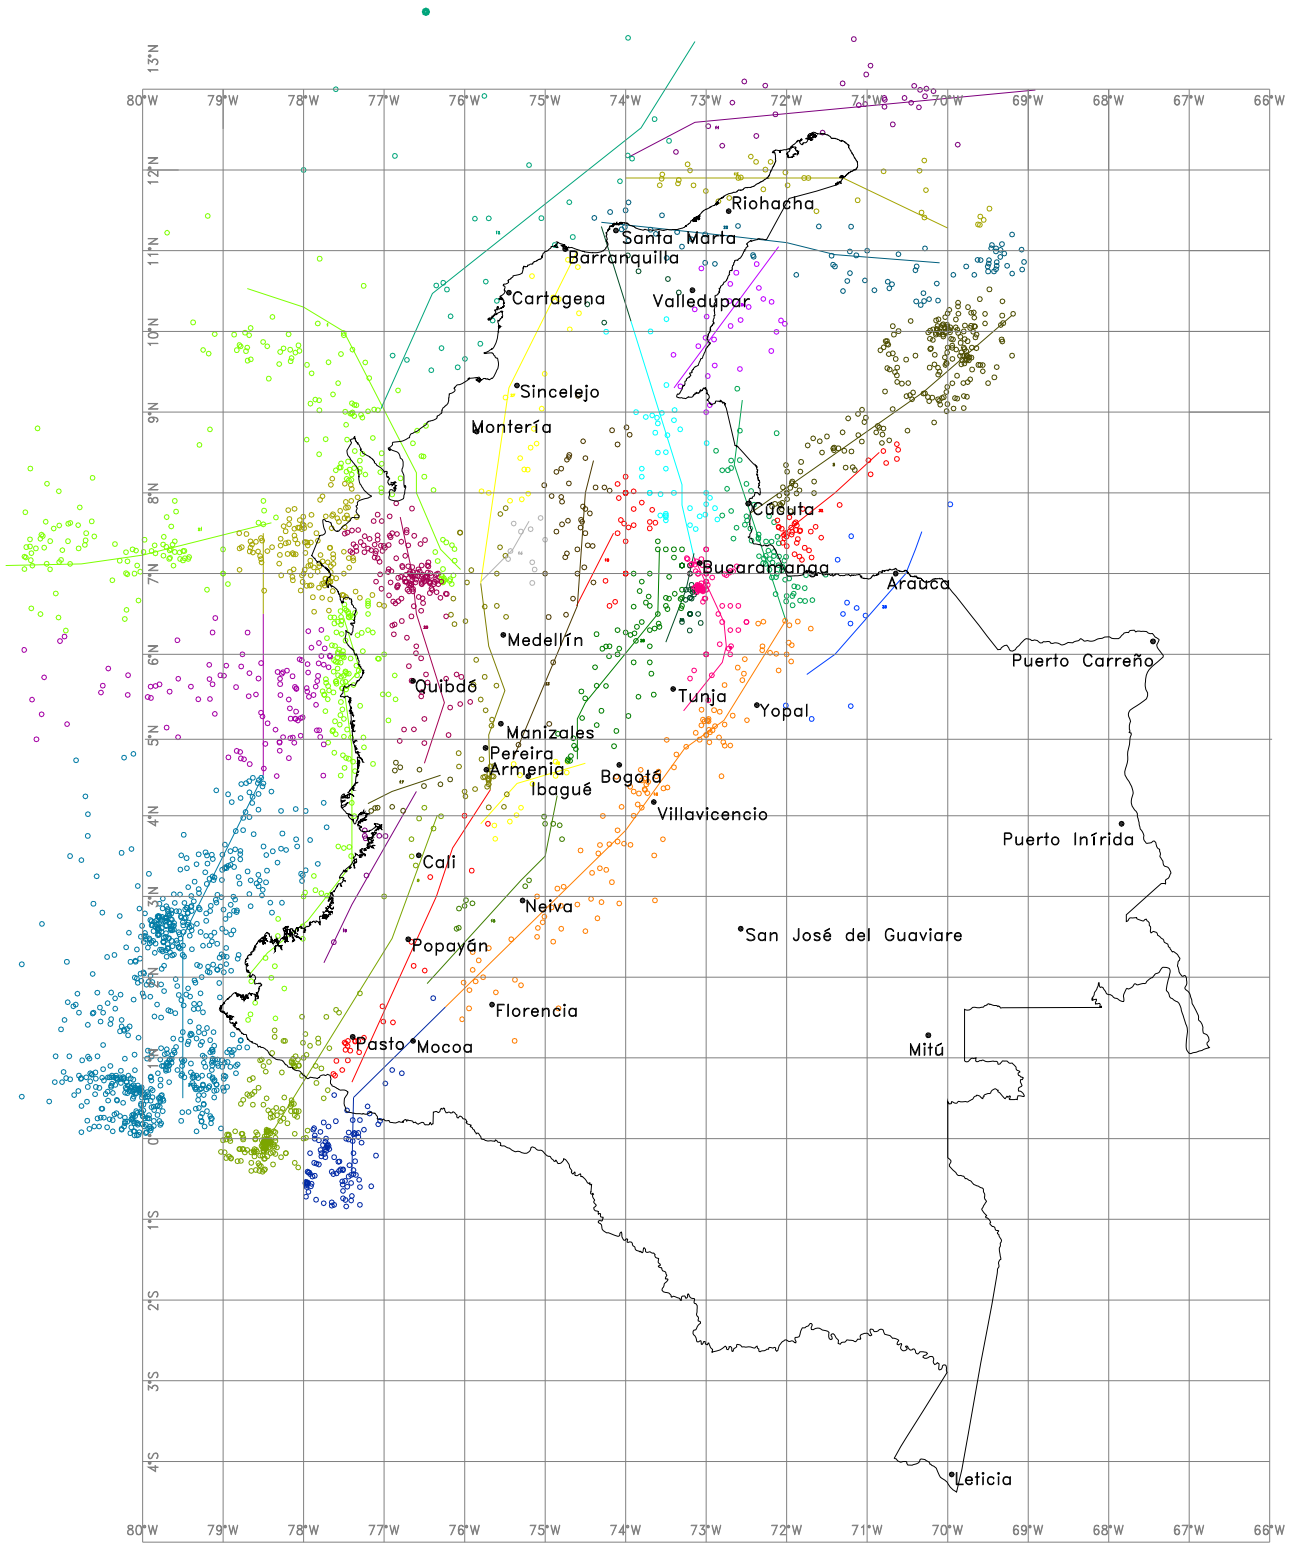 13°N
80°W 79°W 78°W 77°W 76°W 75°W 74°W 73°W 72°W 71°W 70°W 69°W 68°W 67°W 66°W
12°N
Riohacha
Santa Marta
11°N
Barranquilla
Cartagena
Valledupar
10°N
Sincelejo
9°N
Montería
8°N
Cúcuta
7°N
Bucaramanga
Arauca
Medellín
6°N
Puerto Carreño
Quibdó
Tunja
Yopal
5°N
Manizales
Pereira
Armenia
Bogotá
Ibagué
4°N
Villavicencio
Puerto Inírida
Cali
3°N
Neiva
San José del Guaviare
Popayán
2°N
Florencia
Pasto
Mocoa
Mitú
1°N
0°
1°S
2°S
3°S
4°S
Leticia
80°W 79°W 78°W 77°W 76°W 75°W 74°W 73°W 72°W 71°W 70°W 69°W 68°W 67°W 66°W